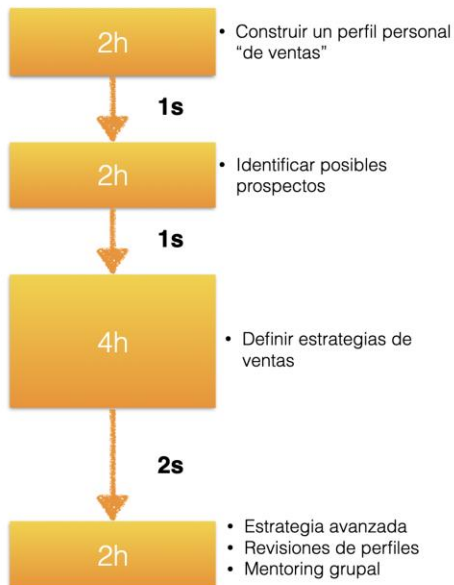 2h
• Construir un perfil personal
“de ventas”
1s
2h
• Identificar posibles
prospectos
1s
4h
• Definir estrategias de
ventas
2s
2h
• Estrategia avanzada
• Revisiones de perfiles
• Mentoring grupal